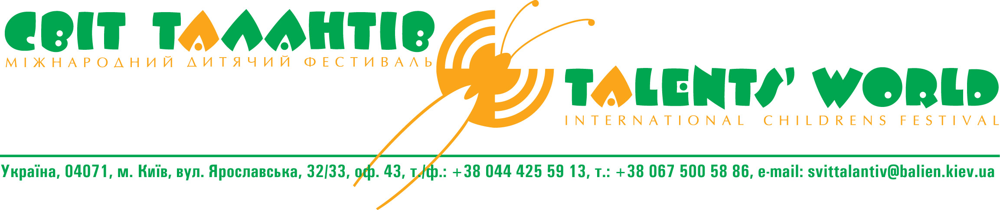 СВІТ ТАЛАНТІВ
МІЖНАРОДНИЙ ДИТЯЧИЙ ФЕСТИВАЛЬ
TALENTS' WORLD
INTERNATIONAL CHILDRENS FESTIVAL
Україна, 04071, м. Київ, вул. Ярославська, 32/33, оф. 43, т./ф.: +38 044 425 59 13, т.: +38 067 500 58 86, e-mail: svittalantiv@balien.kiev.ua